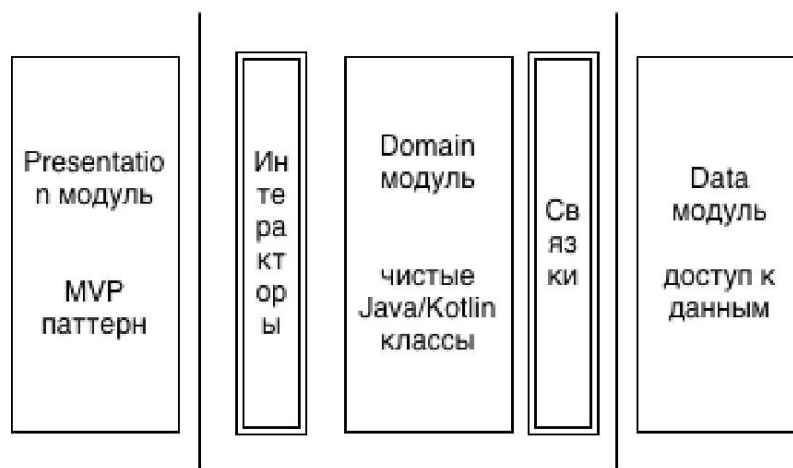 Presentatio
n модуль
MVP
паттерн
Ин
те
ра
кт
ор
ы
Domain
модуль
чистые
Java/Kotlin
классы
Св
яз
ки
Data
модуль
доступ к
данным